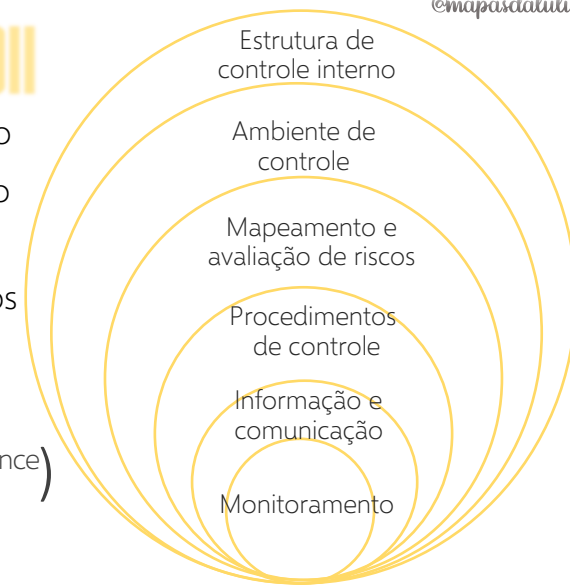 @mapasdalulu
Estrutura de
controle interno
Ambiente de
controle
Mapeamento e
avaliação de riscos
Procedimentos
de controle
Informação e
comunicação
Monitoramento